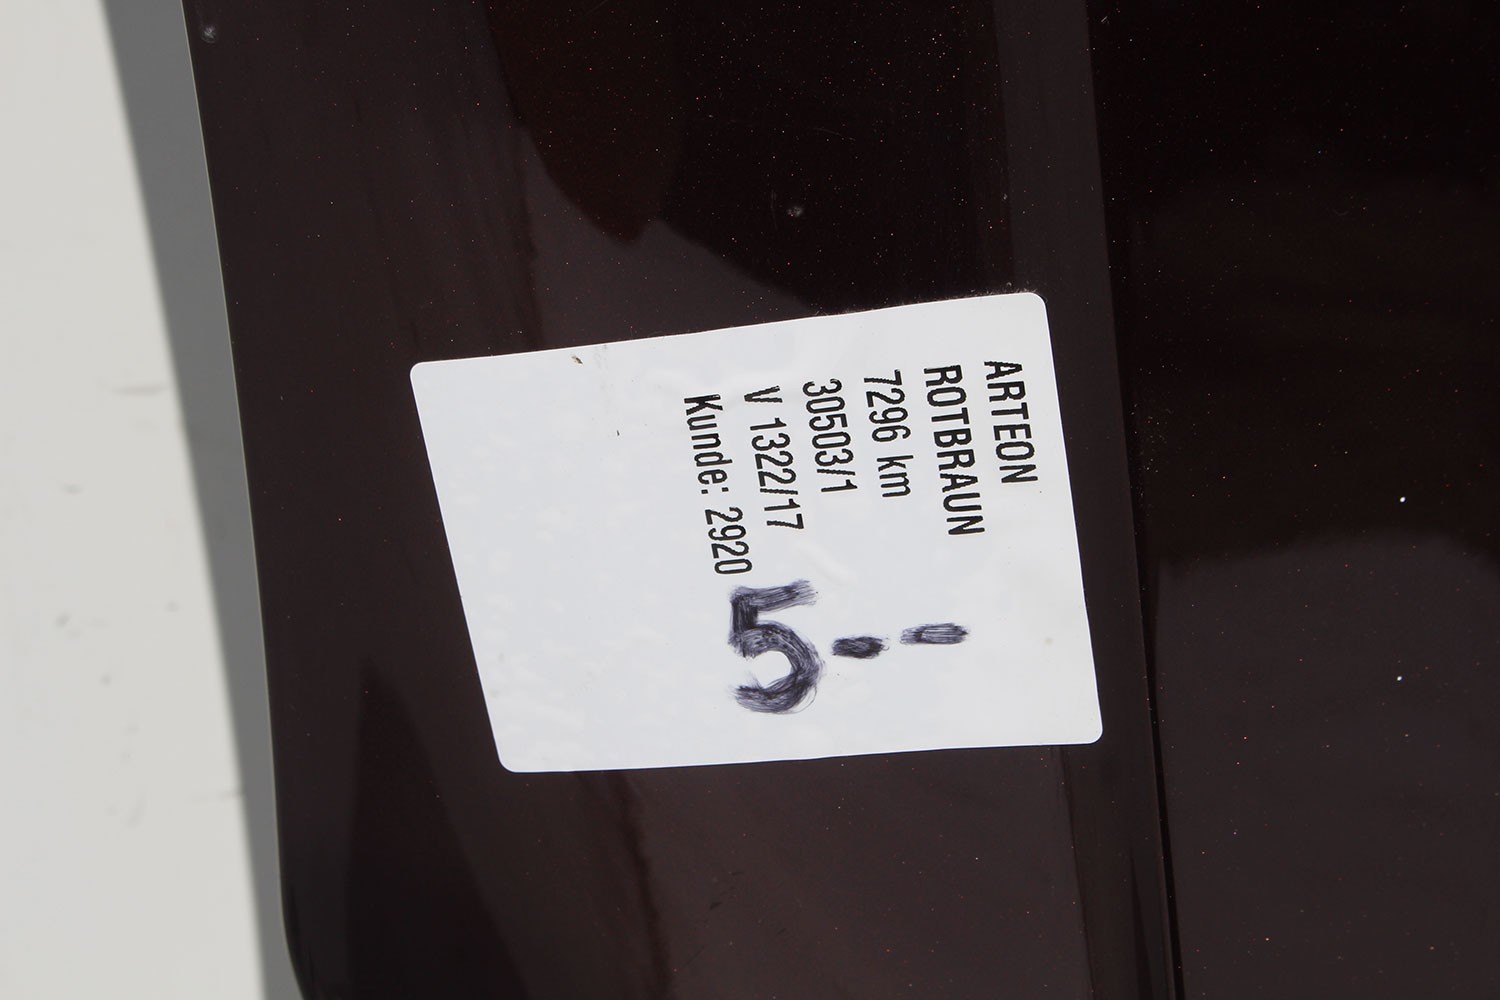 ARTEON
ROTBRAUN
7296 km
30503/1
V 1322/17
Kunde: 2920
5--